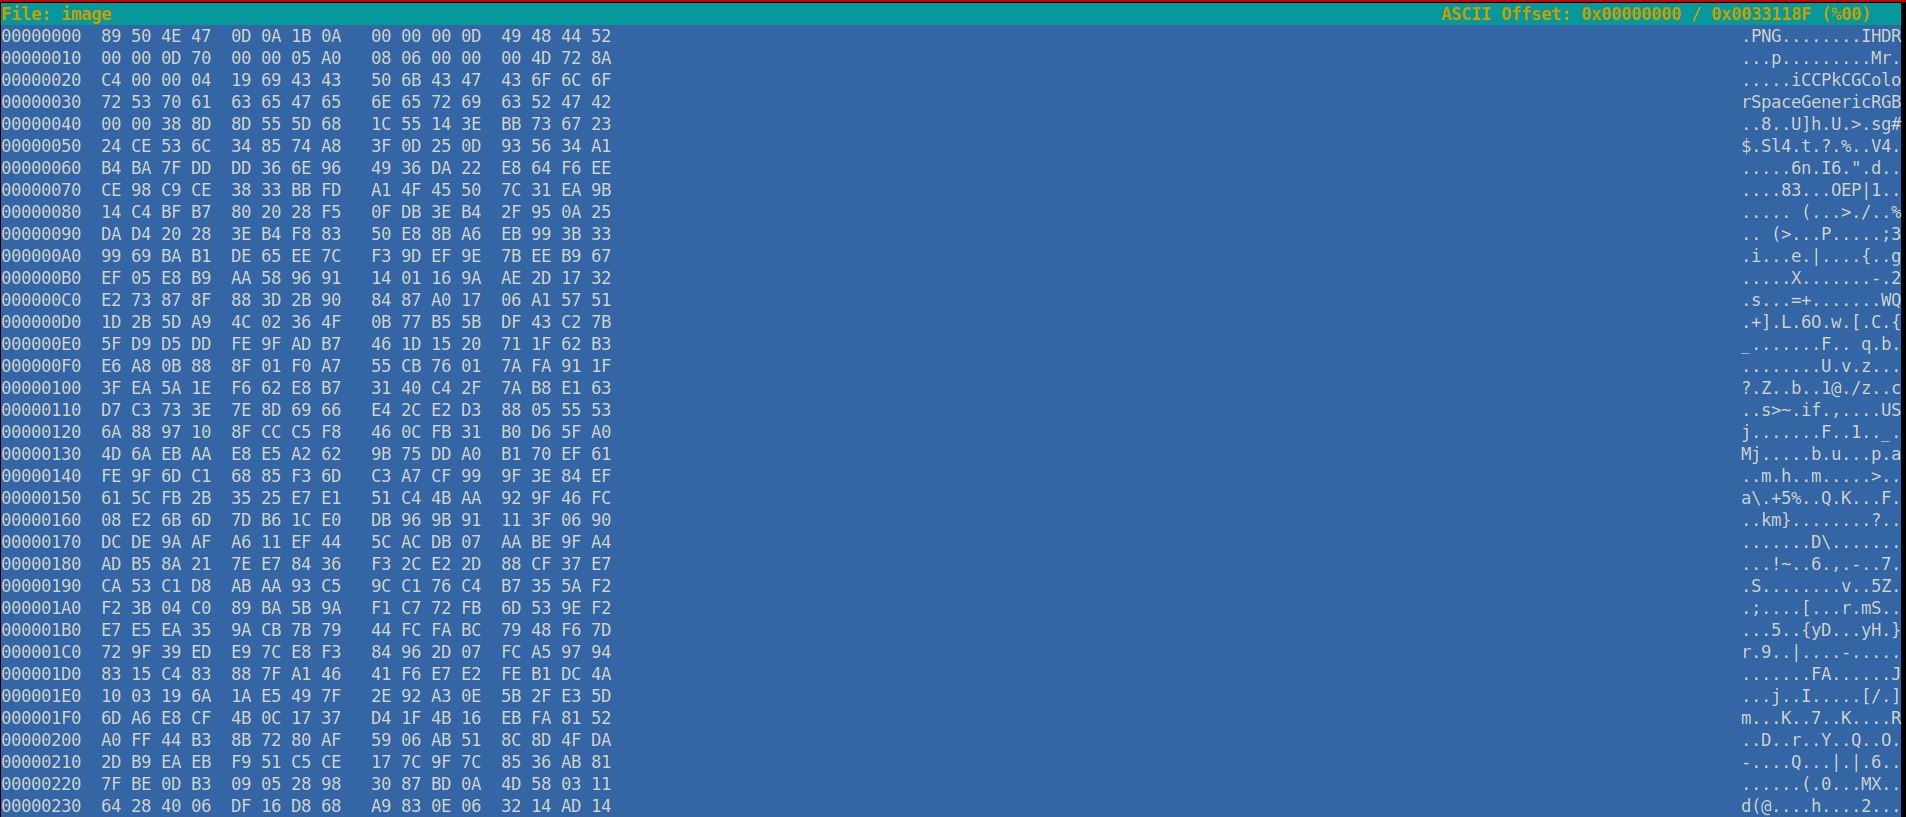 File: image ASCII Offset: 0x00000000 / 0x0033118F (%00)
00000000 89 50 4E 47 0D 0A 1B 0A 00 00 00 0D 49 48 44 52 .PNG........IHDR
00000010 00 00 0D 70 00 00 05 A0 08 06 00 00 00 4D 72 8A ...p.........Mr.
00000020 C4 00 00 04 19 69 43 43 50 6B 43 47 43 6F 6C 6F .....iCCPkCGColo
00000030 72 53 70 61 63 65 47 65 6E 65 72 69 63 52 47 42 rSpaceGenericRGB
00000040 00 00 38 8D 8D 55 5D 68 1C 55 14 3E BB 73 67 23 ..8..U]h.U.>.sg#
00000050 24 CE 53 6C 34 85 74 A8 3F 0D 25 0D 93 56 34 A1 $.Sl4.t.?.%..V4.
00000060 B4 BA 7F DD DD 36 6E 96 49 36 DA 22 E8 64 F6 EE .....6n.I6.".d..
00000070 CE 98 C9 CE 38 33 BB FD A1 4F 45 50 7C 31 EA 9B ....83...OEP|1..
00000080 14 C4 BF B7 80 20 28 F5 0F DB 3E B4 2F 95 0A 25 ..... (...>./..%
00000090 DA D4 20 28 3E B4 F8 83 50 E8 8B A6 EB 99 3B 33 .. (>...P.....;3
000000A0 99 69 BA B1 DE 65 EE 7C F3 9D EF 9E 7B EE B9 67 .i...e.|....{..g
000000B0 EF 05 E8 B9 AA 58 96 91 14 01 16 9A AE 2D 17 32 .....X.......-.2
000000C0 E2 73 87 8F 88 3D 2B 90 84 87 A0 17 06 A1 57 51 .s...=+.......WQ
000000D0 1D 2B 5D A9 4C 02 36 4F 0B 77 B5 5B DF 43 C2 7B .+].L.6O.w.[.C.{
000000E0 5F D9 D5 DD FE 9F AD B7 46 1D 15 20 71 1F 62 B3 _.......F.. q.b.
000000F0 E6 A8 0B 88 8F 01 F0 A7 55 CB 76 01 7A FA 91 1F ........U.v.z...
00000100 3F EA 5A 1E F6 62 E8 B7 31 40 C4 2F 7A B8 E1 63 ?.Z..b..1@./z..c
00000110 D7 C3 73 3E 7E 8D 69 66 E4 2C E2 D3 88 05 55 53 ..s>~.if.,....US
00000120 6A 88 97 10 8F CC C5 F8 46 0C FB 31 B0 D6 5F A0 j.......F..1.._.
00000130 4D 6A EB AA E8 E5 A2 62 9B 75 DD A0 B1 70 EF 61 Mj.....b.u...p.a
00000140 FE 9F 6D C1 68 85 F3 6D C3 A7 CF 99 9F 3E 84 EF ..m.h..m.....>..
00000150 61 5C FB 2B 35 25 E7 E1 51 C4 4B AA 92 9F 46 FC a\.+5%..Q.K...F.
00000160 08 E2 6B 6D 7D B6 1C E0 DB 96 9B 91 11 3F 06 90 ..km}........?..
00000170 DC DE 9A AF A6 11 EF 44 5C AC DB 07 AA BE 9F A4 .......D\.......
00000180 AD B5 8A 21 7E E7 84 36 F3 2C E2 2D 88 CF 37 E7 ...!~..6.,.-..7.
00000190 CA 53 C1 D8 AB AA 93 C5 9C C1 76 C4 B7 35 5A F2 .S........v..5Z.
000001A0 F2 3B 04 C0 89 BA 5B 9A F1 C7 72 FB 6D 53 9E F2 .;....[...r.mS..
000001B0 E7 E5 EA 35 9A CB 7B 79 44 FC FA BC 79 48 F6 7D ...5..{yD...yH.}
000001C0 72 9F 39 ED E9 7C E8 F3 84 96 2D 07 FC A5 97 94 r.9..|....-.....
000001D0 83 15 C4 83 88 7F A1 46 41 F6 E7 E2 FE B1 DC 4A .......FA......J
000001E0 10 03 19 6A 1A E5 49 7F 2E 92 A3 0E 5B 2F E3 5D ...j..I.....[/.]
000001F0 6D A6 E8 CF 4B 0C 17 37 D4 1F 4B 16 EB FA 81 52 m...K..7..K....R
00000200 A0 FF 44 B3 8B 72 80 AF 59 06 AB 51 8C 8D 4F DA ..D..r..Y..Q..O.
00000210 2D B9 EA EB F9 51 C5 CE 17 7C 9F 7C 85 36 AB 81 -....Q...|.|.6..
00000220 7F BE 0D B3 09 05 28 98 30 87 BD 0A 4D 58 03 11 ......(.0...MX..
00000230 64 28 40 06 DF 16 D8 68 A9 83 0E 06 32 14 AD 14 d(@....h....2...